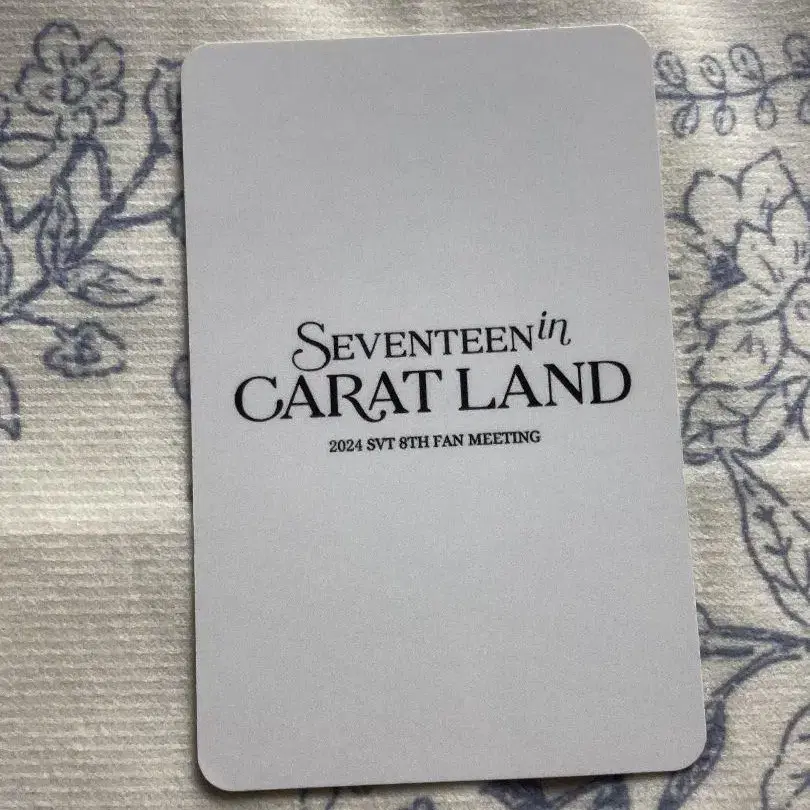 SEVENTEEN in
CARAT LAND
2024 SVT 8TH FAN MEETING